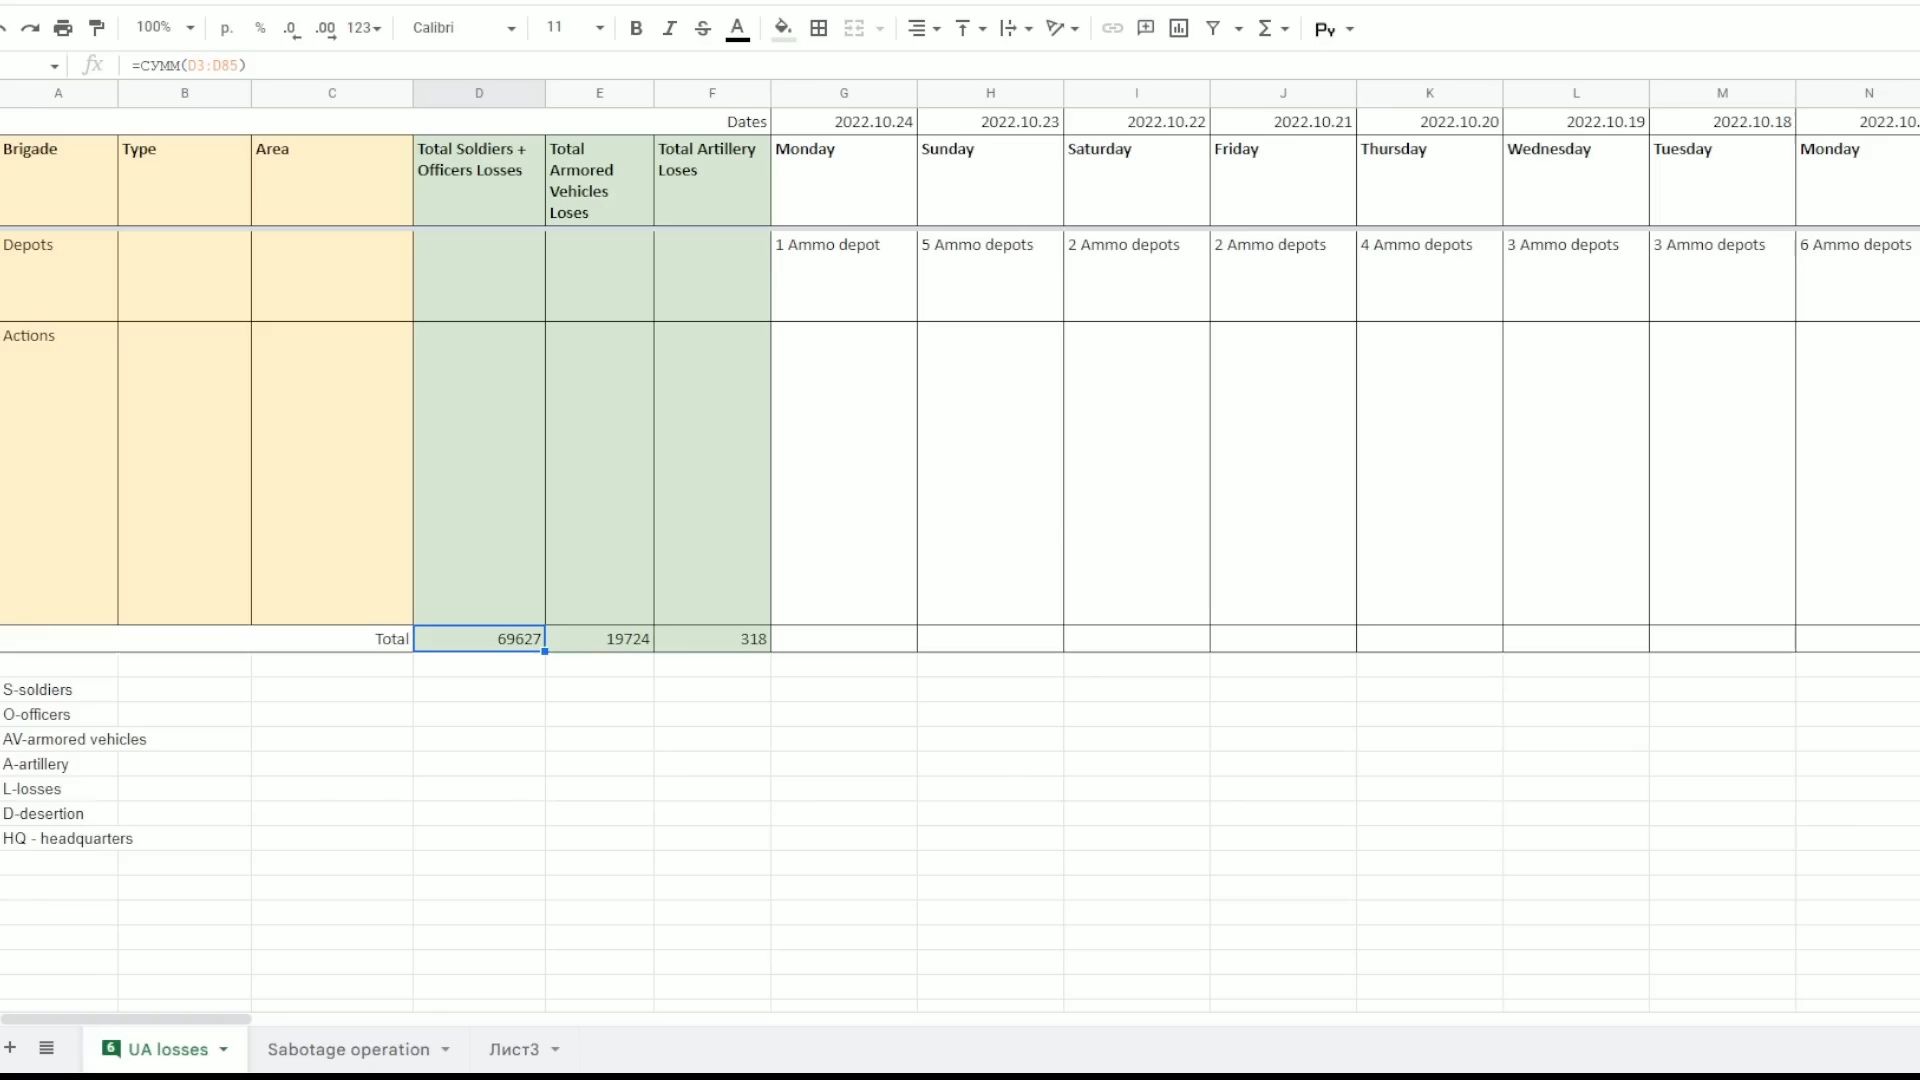 100% р. % .0 .00 123 Calibri 11 B I S A Σ Py
fx =СУММ(D3:D85)
A B C D E F G H I J K L M N
Dates 2022.10.24 2022.10.23 2022.10.22 2022.10.21 2022.10.20 2022.10.19 2022.10.18 2022.10.
Brigade Type Area Total Soldiers + Total Total Artillery Monday Sunday Saturday Friday Thursday Wednesday Tuesday Monday
Officers Losses Armored Loses
Vehicles
Loses
Depots 1 Ammo depot 5 Ammo depots 2 Ammo depots 2 Ammo depots 4 Ammo depots 3 Ammo depots 3 Ammo depots 6 Ammo depots
Actions
Total 69627 19724 318
S-soldiers
O-officers
AV-armored vehicles
A-artillery
L-losses
D-desertion
HQ - headquarters
+ 6 UA losses Sabotage operation Лист3